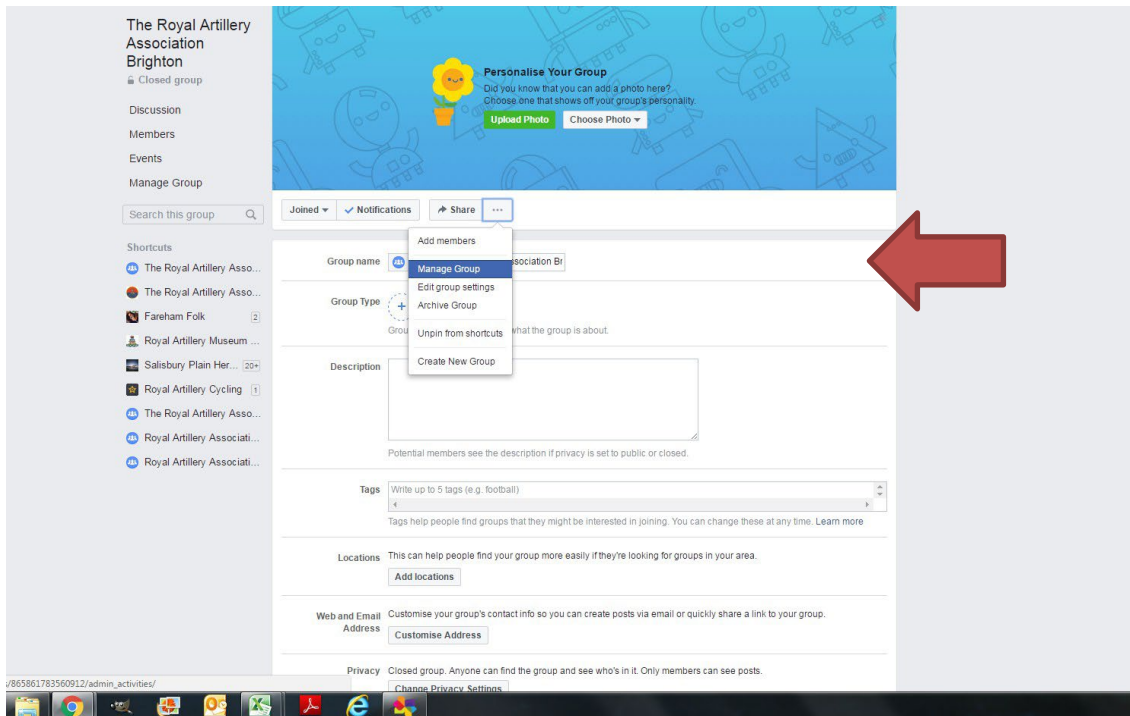 The Royal Artillery
Association
Brighton
Closed group
Discussion
Members
Events
Manage Group
Search this group
Shortcuts
The Royal Artillery Asso...
The Royal Artillery Asso...
Fareham Folk 2
Royal Artillery Museum ...
Salisbury Plain Her... 20+
Royal Artillery Cycling 1
The Royal Artillery Asso...
Royal Artillery Associati...
Royal Artillery Associati...
Personalise Your Group
Did you know that you can add a photo here?
Choose one that shows off your group's personality.
Upload Photo Choose Photo
Joined Notifications Share ...
Add members
Manage Group
Edit group settings
Archive Group
Unpin from shortcuts
Create New Group
Group name sociation Br
Group Type +
Grou what the group is about.
Description
Potential members see the description if privacy is set to public or closed.
Tags Write up to 5 tags (e.g. football)
Tags help people find groups that they might be interested in joining. You can change these at any time. Learn more
Locations This can help people find your group more easily if they're looking for groups in your area.
Add locations
Web and Email Address Customise your group's contact info so you can create posts via email or quickly share a link to your group.
Customise Address
Privacy Closed group. Anyone can find the group and see who's in it. Only members can see posts.
Change Privacy Settings
s/865861783560912/admin_activities/